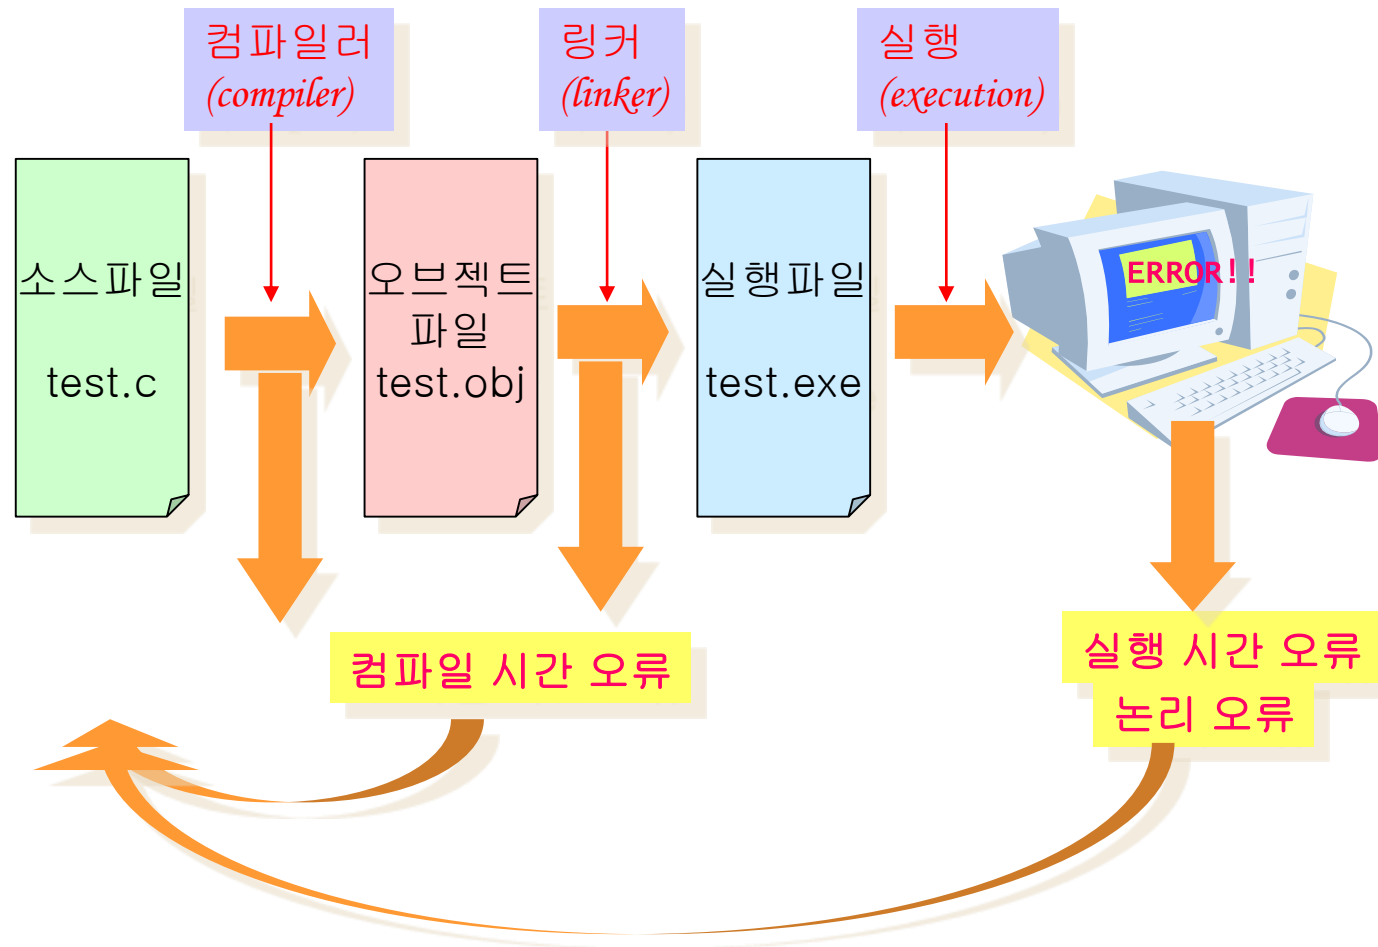 컴파일러
(compiler)
링커
(linker)
실행
(execution)
소스파일
test.c
오브젝트
파일
test.obj
실행파일
test.exe
ERROR!!
컴파일 시간 오류
실행 시간 오류
논리 오류